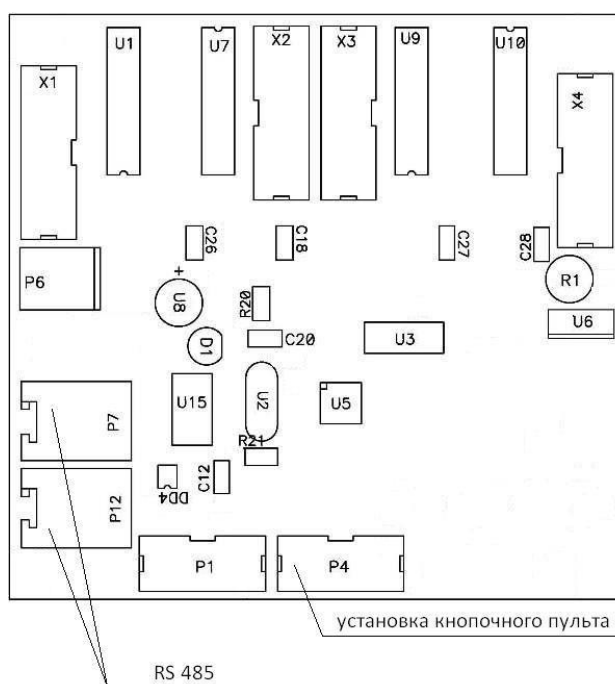 U1
U7
X2
X3
U9
U10
X1
X4
C26
C18
C27
C28
P6
+
U8
R20
R1
U6
D1
C20
U3
U15
U2
U5
P7
R21
P12
DD4
C12
P1
P4
установка кнопочного пульта
RS 485